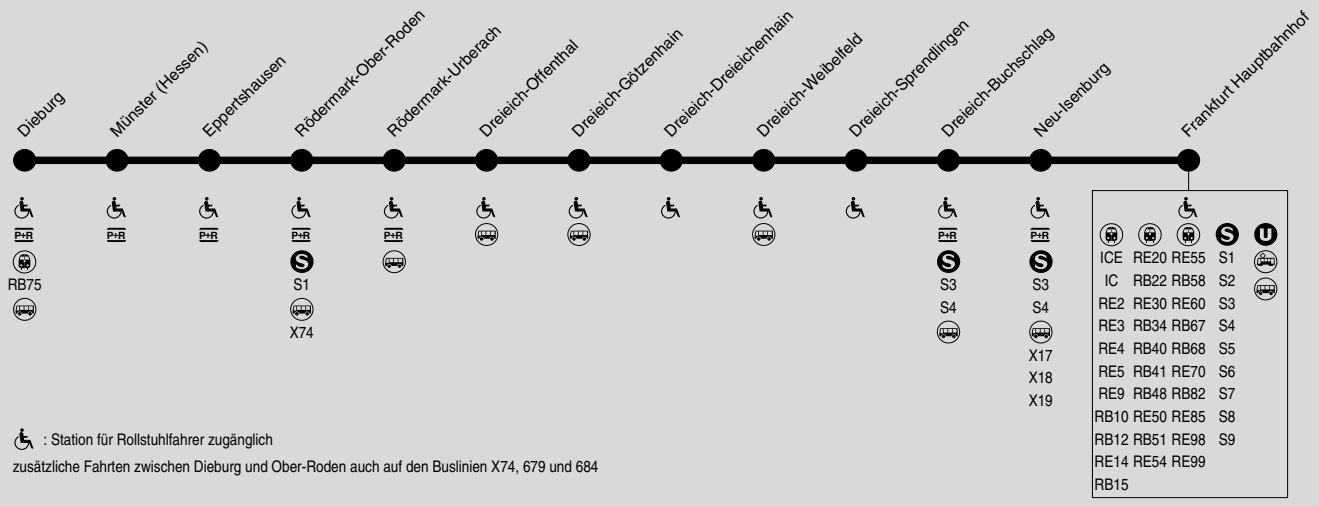 Dieburg
Münster (Hessen)
Eppertshausen
Rödermark-Ober-Roden
Rödermark-Urberach
Dreieich-Offenthal
Dreieich-Götzenhain
Dreieich-Dreieichenhain
Dreieich-Weibelfeld
Dreieich-Sprendlingen
Dreieich-Buchschlag
Neu-Isenburg
Frankfurt Hauptbahnhof
P+R
RB75
P+R
P+R
P+R
S
S1
X74
P+R
P+R
S
S3
S4
P+R
S
S3
S4
X17
X18
X19
S U
ICE RE20 RE55 S1
IC RB22 RB58 S2
RE2 RE30 RE60 S3
RE3 RB34 RB67 S4
RE4 RB40 RB68 S5
RE5 RB41 RE70 S6
RE9 RB48 RB82 S7
RB10 RE50 RE85 S8
RB12 RB51 RE98 S9
RE14 RE54 RE99
RB15
: Station für Rollstuhlfahrer zugänglich
zusätzliche Fahrten zwischen Dieburg und Ober-Roden auch auf den Buslinien X74, 679 und 684